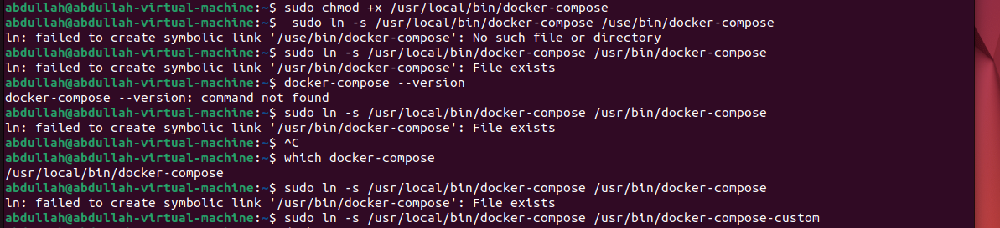 abdullah@abdullah-virtual-machine:~$ sudo chmod +x /usr/local/bin/docker-compose
abdullah@abdullah-virtual-machine:~$  sudo ln -s /usr/local/bin/docker-compose /use/bin/docker-compose
ln: failed to create symbolic link '/use/bin/docker-compose': No such file or directory
abdullah@abdullah-virtual-machine:~$ sudo ln -s /usr/local/bin/docker-compose /usr/bin/docker-compose
ln: failed to create symbolic link '/usr/bin/docker-compose': File exists
abdullah@abdullah-virtual-machine:~$ docker-compose --version
docker-compose --version: command not found
abdullah@abdullah-virtual-machine:~$ sudo ln -s /usr/local/bin/docker-compose /usr/bin/docker-compose
ln: failed to create symbolic link '/usr/bin/docker-compose': File exists
abdullah@abdullah-virtual-machine:~$ ^C
abdullah@abdullah-virtual-machine:~$ which docker-compose
/usr/local/bin/docker-compose
abdullah@abdullah-virtual-machine:~$ sudo ln -s /usr/local/bin/docker-compose /usr/bin/docker-compose
ln: failed to create symbolic link '/usr/bin/docker-compose': File exists
abdullah@abdullah-virtual-machine:~$ sudo ln -s /usr/local/bin/docker-compose /usr/bin/docker-compose-custom